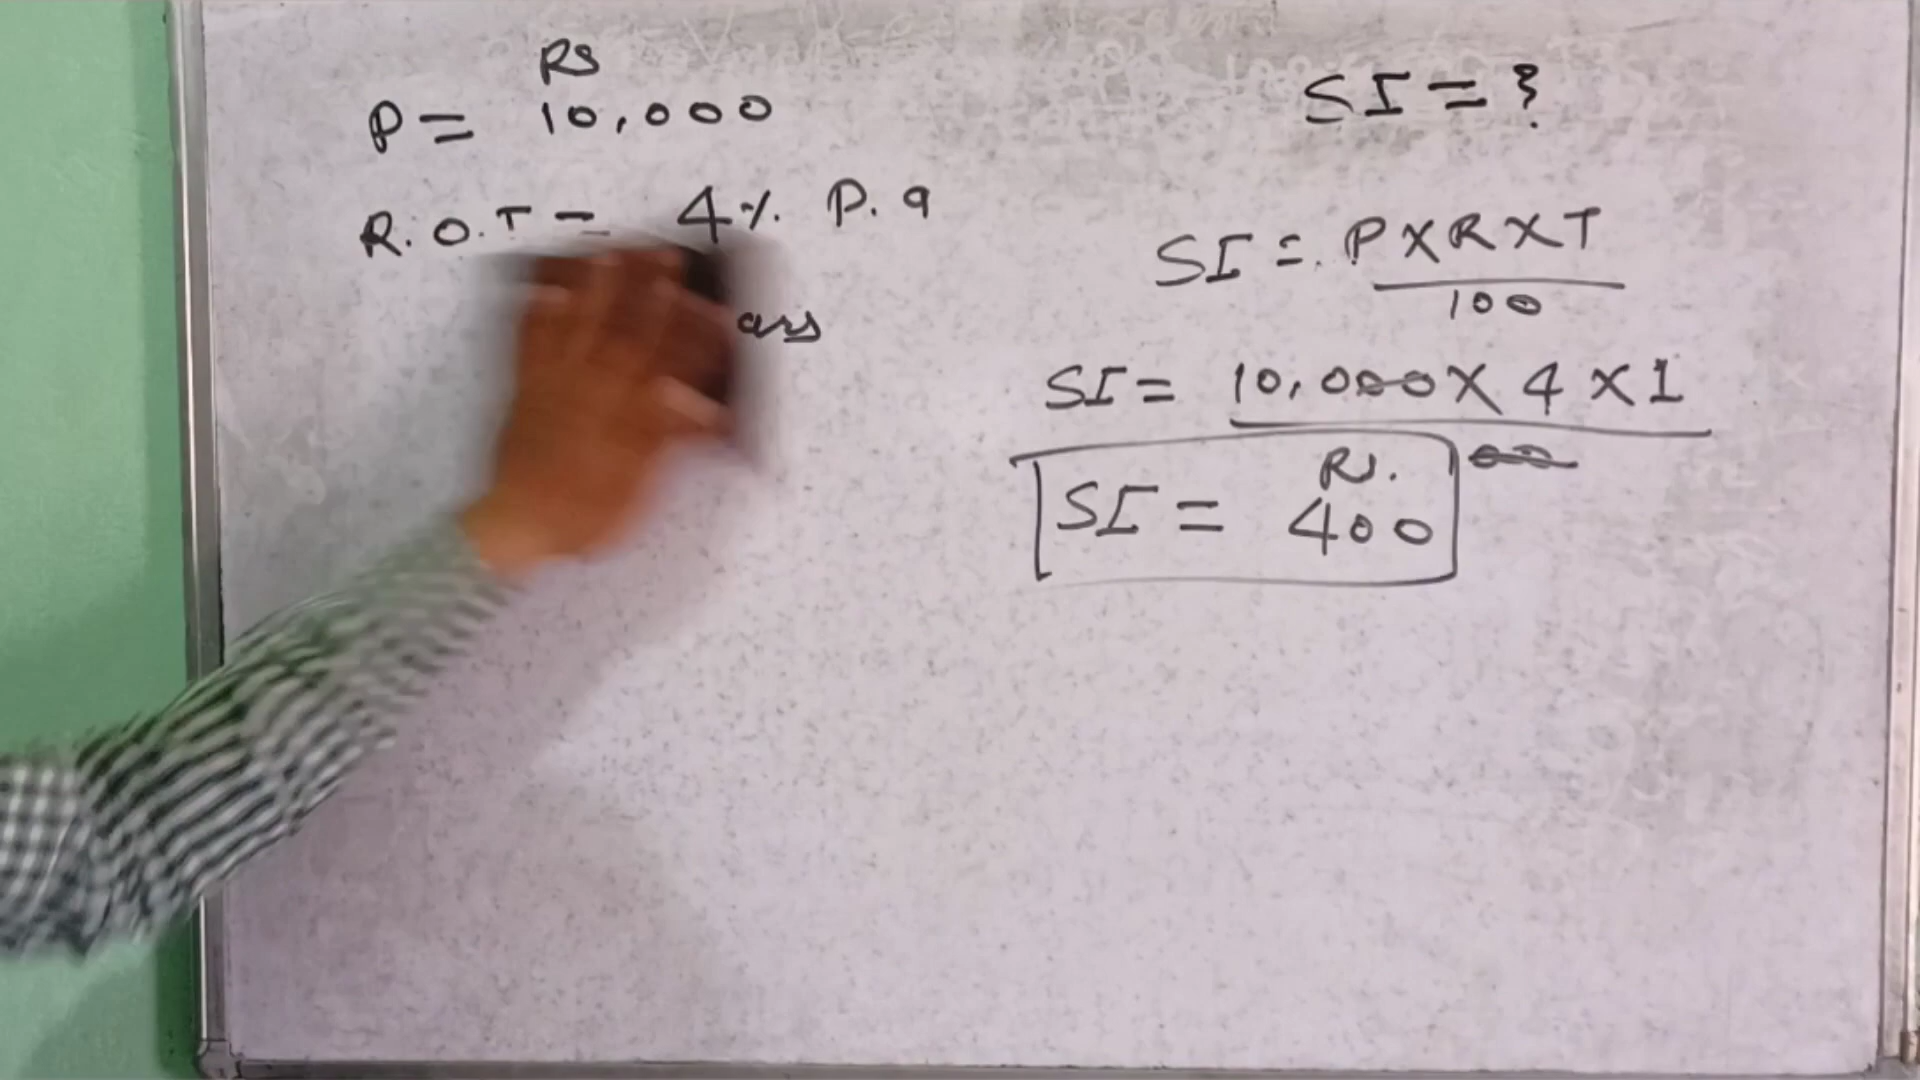 RS
P = 10,000
R.O.T = 4% P.a
ars
SI = ?
SI = P X R X T
100
SI = 10,000 X 4 X 1
Rs.
SI = 400